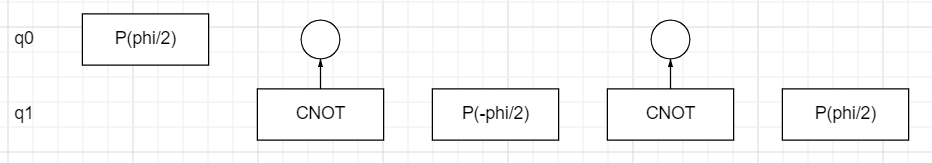 q0 P(phi/2)
q1 CNOT P(-phi/2) CNOT P(phi/2)